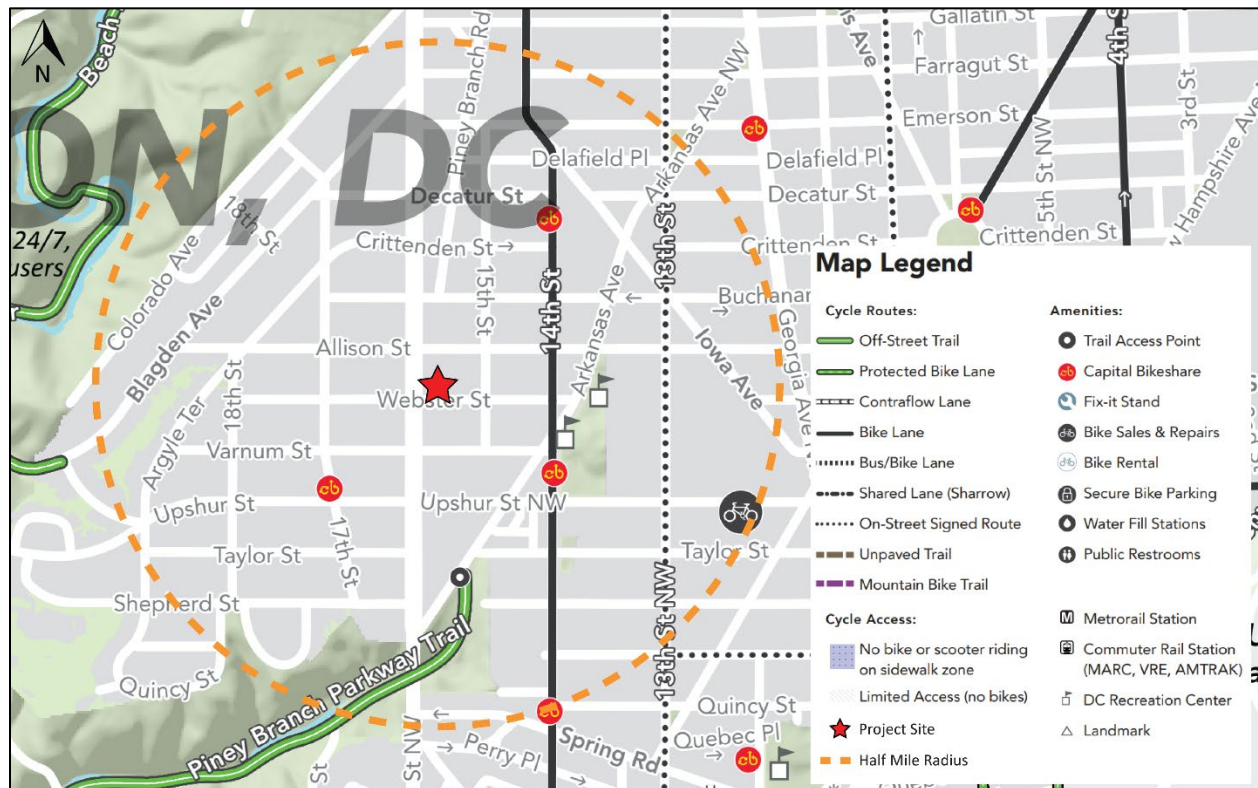 N
Beach
ON, DC
24/7,
users
Colorado Ave
Blagden Ave
18th St
Piney Branch Rd
Decatur St
Crittenden St→
15th St
14th St
Delafield Pl
Arkansas Ave NW
13th St NW
Arkansas Ave
Iowa Ave
is Ave
Georgia Ave N
Delafield Pl
Decatur St
Crittenden St
Buchanan
Gallatin St
Farragut St
Emerson St
4th S
3rd St
5th St NW
w Hampshire Ave
Crittenden St
Allison St
Webster St
18th St
Argyle Ter
Varnum St
Upshur St
Upshur St NW
17th St
Taylor St
Taylor St
Shepherd St
Quincy St
Piney Branch Parkway Trail
St
St NW
13th St NW
Quincy St
Perry Pl
Spring Rd
Quebec Pl
Map Legend
Cycle Routes:
Off-Street Trail
Protected Bike Lane
Contraflow Lane
Bike Lane
Bus/Bike Lane
Shared Lane (Sharrow)
On-Street Signed Route
Unpaved Trail
Mountain Bike Trail
Cycle Access:
No bike or scooter riding
on sidewalk zone
Limited Access (no bikes)
Project Site
Half Mile Radius
Amenities:
Trail Access Point
Capital Bikeshare
Fix-it Stand
Bike Sales & Repairs
Bike Rental
Secure Bike Parking
Water Fill Stations
Public Restrooms
M Metrorail Station
Commuter Rail Station
(MARC, VRE, AMTRAK)
DC Recreation Center
Landmark